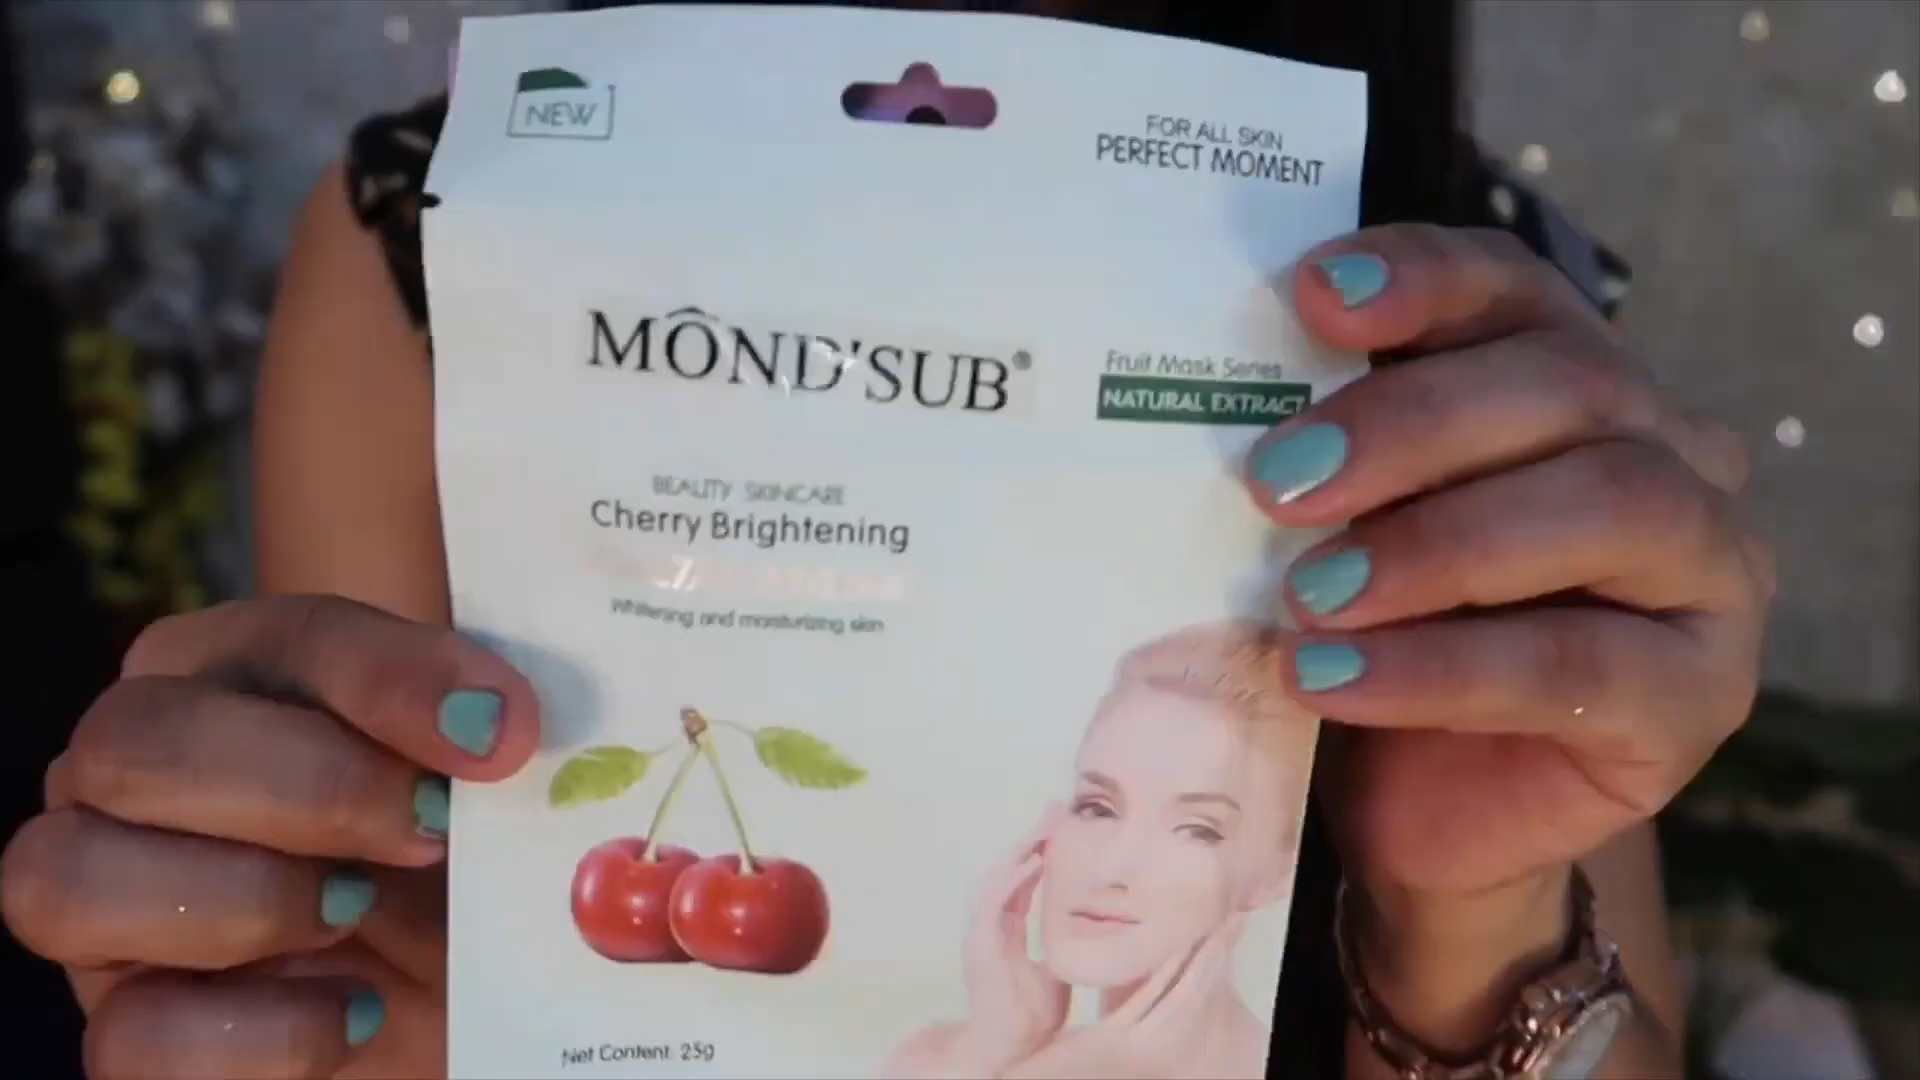 NEW
FOR ALL SKIN
PERFECT MOMENT
MÔND'SUB®
Fruit Mask Series
NATURAL EXTRACT
BEAUTY SKINCARE
Cherry Brightening
Whitening and moisturizing skin
Net Content: 25g